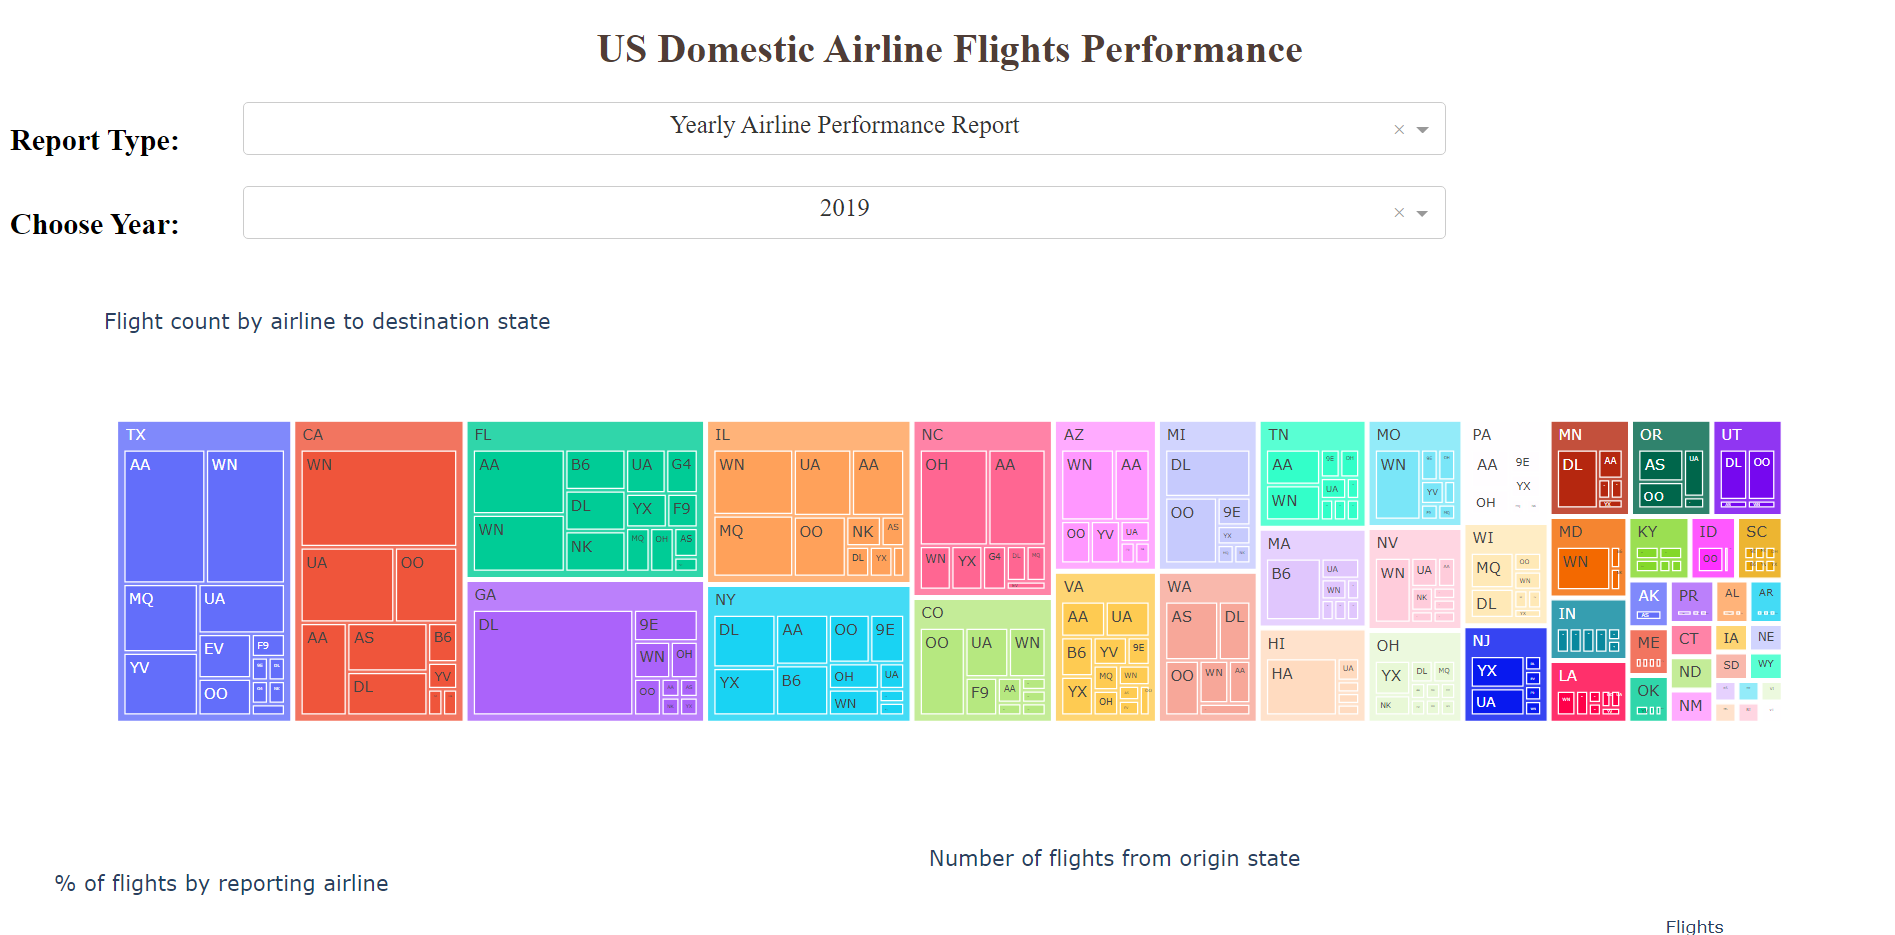 US Domestic Airline Flights Performance
Report Type:
Yearly Airline Performance Report
Choose Year:
2019
Flight count by airline to destination state
TX
AA
WN
MQ
UA
YV
EV
F9
OO
CA
WN
UA
OO
AA
AS
B6
DL
YV
FL
AA
B6
UA
G4
WN
DL
YX
F9
NK
MQ
OH
AS
GA
DL
9E
WN
OH
OO
IL
WN
UA
AA
MQ
OO
NK
AS
DL
YX
NY
DL
AA
OO
9E
YX
B6
OH
UA
WN
NC
OH
AA
WN
YX
G4
DL
MQ
CO
OO
UA
WN
F9
AA
AZ
WN
AA
OO
YV
UA
VA
AA
UA
B6
YV
9E
YX
MQ
WN
OH
MI
DL
OO
9E
YX
WA
AS
DL
OO
WN
AA
TN
AA
9E
OH
WN
UA
MA
B6
UA
WN
HI
HA
UA
MO
WN
YV
NV
WN
UA
AA
NK
OH
YX
DL
MQ
NK
PA
AA
9E
YX
OH
WI
MQ
OO
WN
DL
YX
NJ
YX
UA
MN
DL
AA
MD
WN
IN
LA
WN
OR
AS
UA
OO
UT
DL
OO
KY
ID
OO
SC
AK
AS
PR
AL
AR
ME
CT
IA
NE
OK
ND
SD
WY
NM
Number of flights from origin state
% of flights by reporting airline
Flights